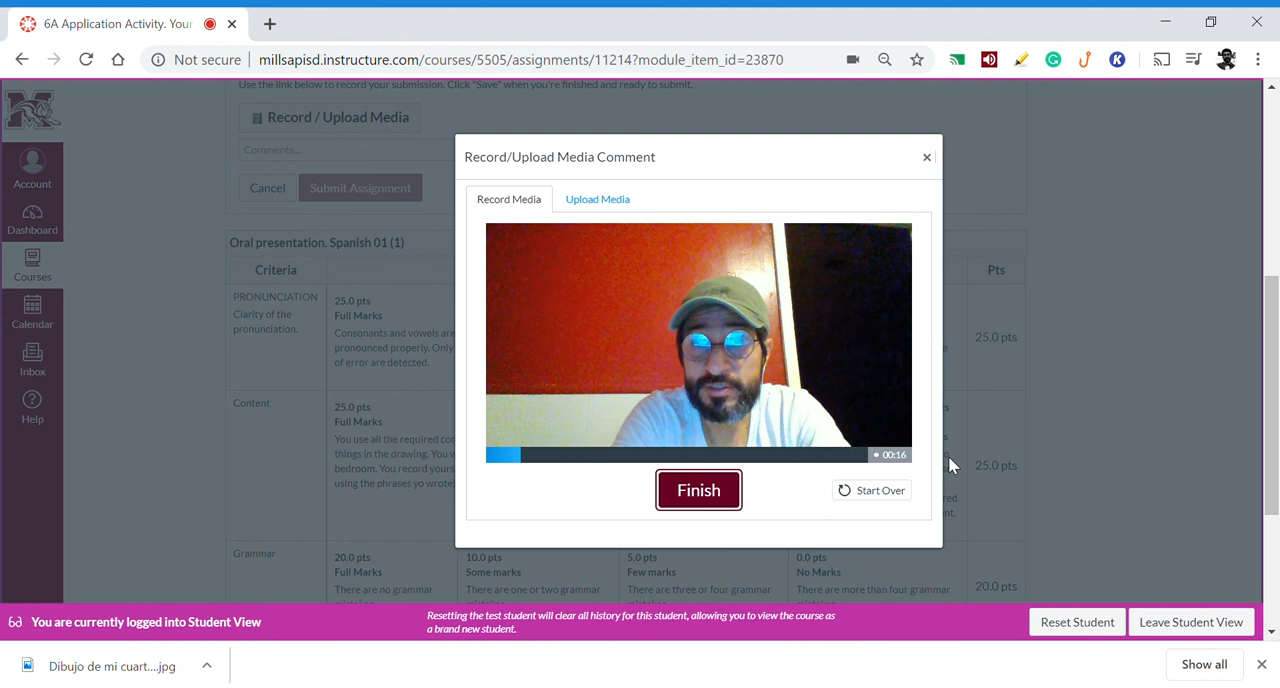 6A Application Activity. Your
Not secure
millsapisd.instructure.com/courses/5505/assignments/11214?module_item_id=23870
Use the link below to record your submission. Click "Save" when you're finished and ready to submit.
Record / Upload Media
Comments...
Cancel
Submit Assignment
Account
Dashboard
Courses
Calendar
Inbox
Help
Record/Upload Media Comment
Record Media
Upload Media
00:16
Finish
Start Over
Oral presentation. Spanish 01 (1)
Criteria
Pts
PRONUNCIATION
Clarity of the
pronunciation.
25.0 pts
Full Marks
Consonants and vowels are
pronounced properly. Only
of error are detected.
25.0 pts
Content
25.0 pts
Full Marks
You use all the required
things in the drawing. You
bedroom. You record yours
using the phrases yo wrote
25.0 pts
Grammar
20.0 pts
Full Marks
There are no grammar
10.0 pts
Some marks
There are one or two grammar
5.0 pts
Few marks
There are three or four grammar
0.0 pts
No Marks
There are more than four grammar
20.0 pts
You are currently logged into Student View
Resetting the test student will clear all history for this student, allowing you to view the course as
a brand new student.
Reset Student
Leave Student View
Dibujo de mi cuart....jpg
Show all